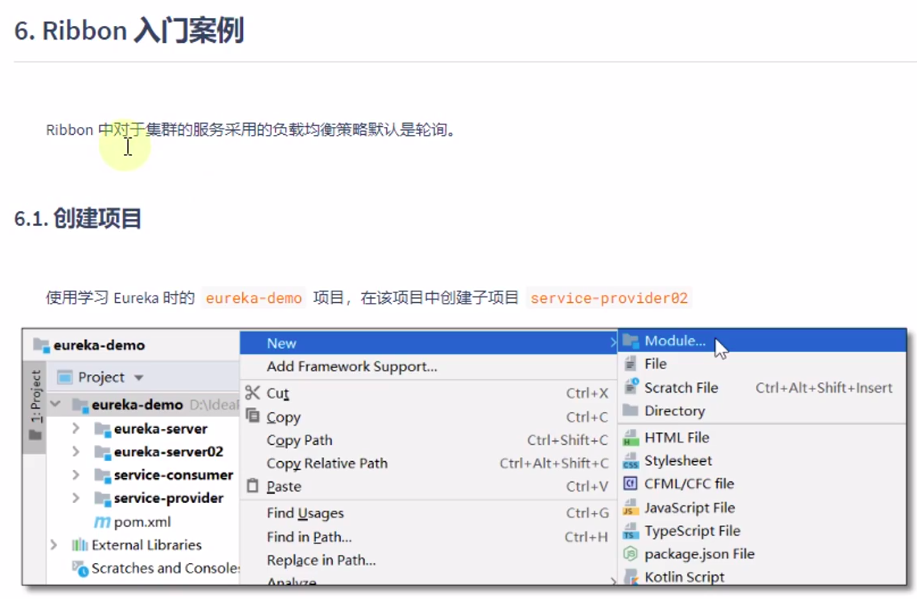 6. Ribbon 入门案例
Ribbon 中对于集群的服务采用的负载均衡策略默认是轮询。
6.1. 创建项目
使用学习 Eureka 时的 eureka-demo 项目，在该项目中创建子项目 service-provider02
eureka-demo
1: Project
Project
eureka-demo D:\Ideal
eureka-server
eureka-server02
service-consumer
service-provider
pom.xml
External Libraries
Scratches and Consoles
New
Add Framework Support...
Cut Ctrl+X
Copy Ctrl+C
Copy Path Ctrl+Shift+C
Copy Relative Path Ctrl+Alt+Shift+C
Paste Ctrl+V
Find Usages Ctrl+G
Find in Path... Ctrl+H
Replace in Path...
Analyze
Module...
File
Scratch File Ctrl+Alt+Shift+Insert
Directory
HTML File
Stylesheet
CFML/CFC file
JavaScript File
TypeScript File
package.json File
Kotlin Script